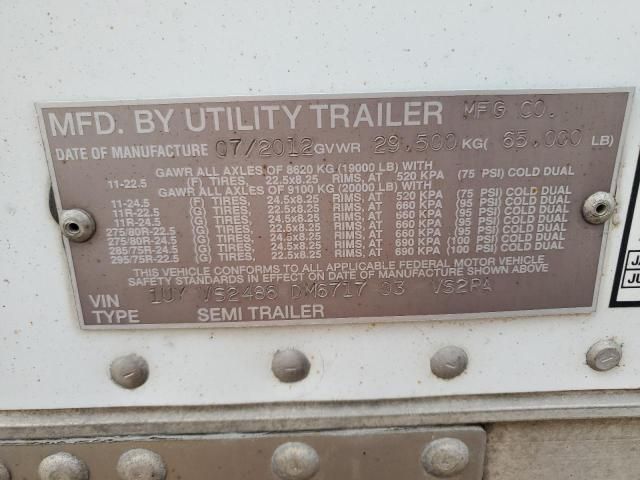 MFD. BY UTILITY TRAILER MFG CO.
DATE OF MANUFACTURE 07/2012 GVWR 29,500 KG( 65,000 LB)
GAWR ALL AXLES OF 8620 KG (19000 LB) WITH
11-22.5 (F) TIRES, 22.5x8.25 RIMS, AT 520 KPA (75 PSI) COLD DUAL
GAWR ALL AXLES OF 9100 KG (20000 LB) WITH
11-24.5 (F) TIRES, 24.5x8.25 RIMS, AT 520 KPA (75 PSI) COLD DUAL
11R-22.5 (G) TIRES, 22.5x8.25 RIMS, AT 660 KPA (95 PSI) COLD DUAL
11R-24.5 (G) TIRES, 24.5x8.25 RIMS, AT 660 KPA (95 PSI) COLD DUAL
275/80R-22.5 (G) TIRES, 22.5x8.25 RIMS, AT 660 KPA (95 PSI) COLD DUAL
275/80R-24.5 (G) TIRES, 24.5x8.25 RIMS, AT 660 KPA (95 PSI) COLD DUAL
285/75R-24.5 (G) TIRES, 24.5x8.25 RIMS, AT 690 KPA (100 PSI) COLD DUAL
295/75R-22.5 (G) TIRES, 22.5x8.25 RIMS, AT 690 KPA (100 PSI) COLD DUAL
THIS VEHICLE CONFORMS TO ALL APPLICABLE FEDERAL MOTOR VEHICLE
SAFETY STANDARDS IN EFFECT ON DATE OF MANUFACTURE SHOWN ABOVE
VIN 1UY VS2486 DM6717 03 VS2RA
TYPE SEMI TRAILER